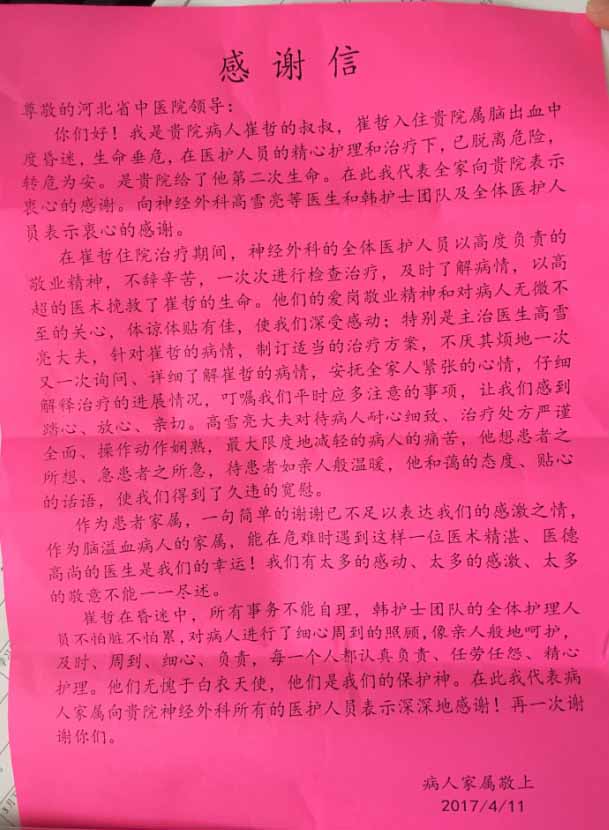 感谢信
尊敬的河北省中医院领导：
你们好！我是贵院病人崔哲的叔叔，崔哲入住贵院属脑出血中
度昏迷，生命垂危，在医护人员的精心护理和治疗下，已脱离危险，
转危为安。是贵院给了他第二次生命。在此我代表全家向贵院表示
衷心的感谢。向神经外科高雪亮等医生和韩护士团队及全体医护人
员表示衷心的感谢。
在崔哲住院治疗期间，神经外科的全体医护人员以高度负责的
敬业精神，不辞辛苦，一次次进行检查治疗，及时了解病情，以高
超的医术挽救了崔哲的生命。他们的爱岗敬业精神和对病人无微不
至的关心，体谅体贴有佳，使我们深受感动；特别是主治医生高雪
亮大夫，针对崔哲的病情，制订适当的治疗方案，不厌其烦地一次
又一次询问、详细了解崔哲的病情，安抚全家人紧张的心情，仔细
解释治疗的进展情况，叮嘱我们平时应多注意的事项，让我们感到
踏心、放心、亲切。高雪亮大夫对待病人耐心细致、治疗处方严谨
全面、操作动作娴熟，最大限度地减轻的病人的痛苦，他想患者之
所想、急患者之所急，待患者如亲人般温暖，他和蔼的态度、贴心
的话语，使我们得到了久违的宽慰。
作为患者家属，一句简单的谢谢已不足以表达我们的感激之情，
作为脑溢血病人的家属，能在危难时遇到这样一位医术精湛、医德
高尚的医生是我们的幸运！我们有太多的感动、太多的感激、太多
的敬意不能一一尽述。
崔哲在昏迷中，所有事务不能自理，韩护士团队的全体护理人
员不怕脏不怕累，对病人进行了细心周到的照顾，像亲人般地呵护，
及时、周到、细心、负责，每一个人都认真负责、任劳任怨、精心
护理。他们无愧于白衣天使，他们是我们的保护神。在此我代表病
人家属向贵院神经外科所有的医护人员表示深深地感谢！再一次谢
谢你们。
病人家属敬上
2017/4/11